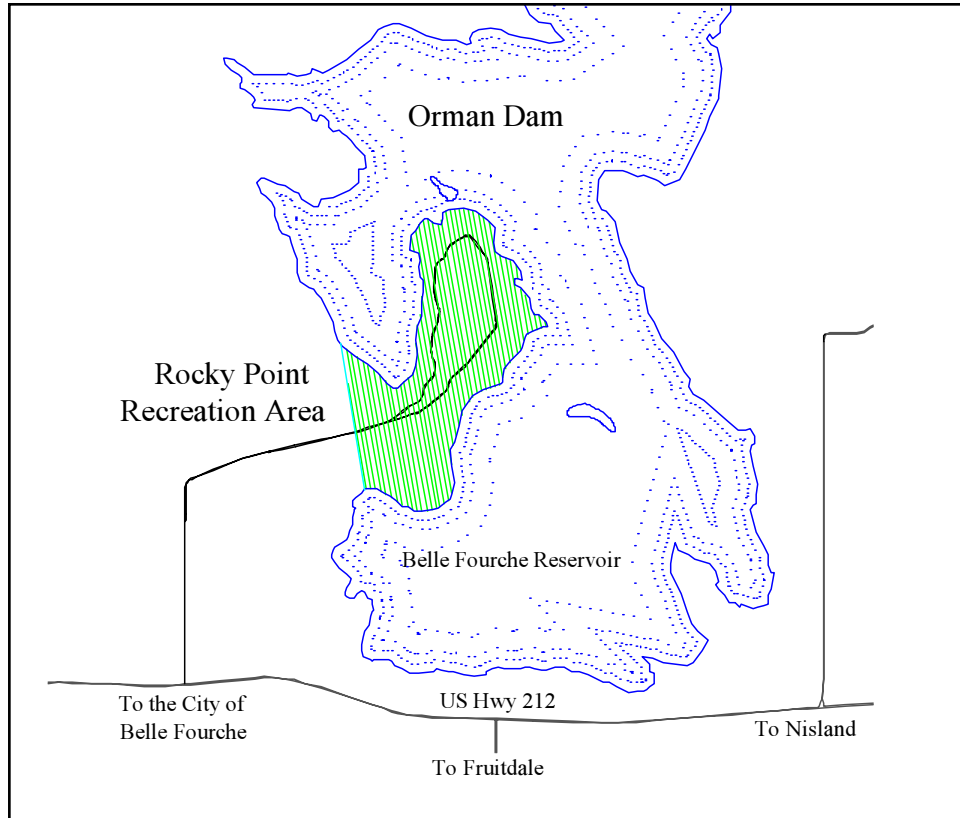 Orman Dam
Rocky Point
Recreation Area
Belle Fourche Reservoir
US Hwy 212
To the City of
Belle Fourche
To Nisland
To Fruitdale